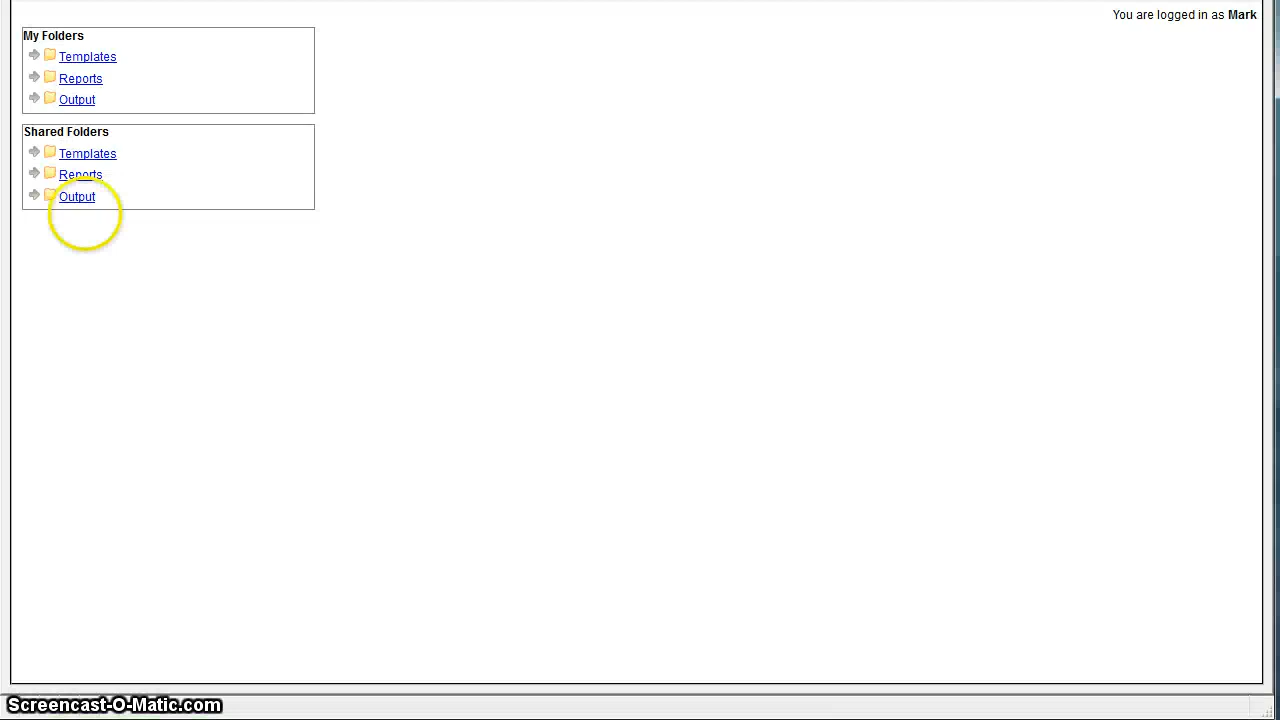 You are logged in as Mark
My Folders
Templates
Reports
Output
Shared Folders
Templates
Reports
Output
Screencast-O-Matic.com